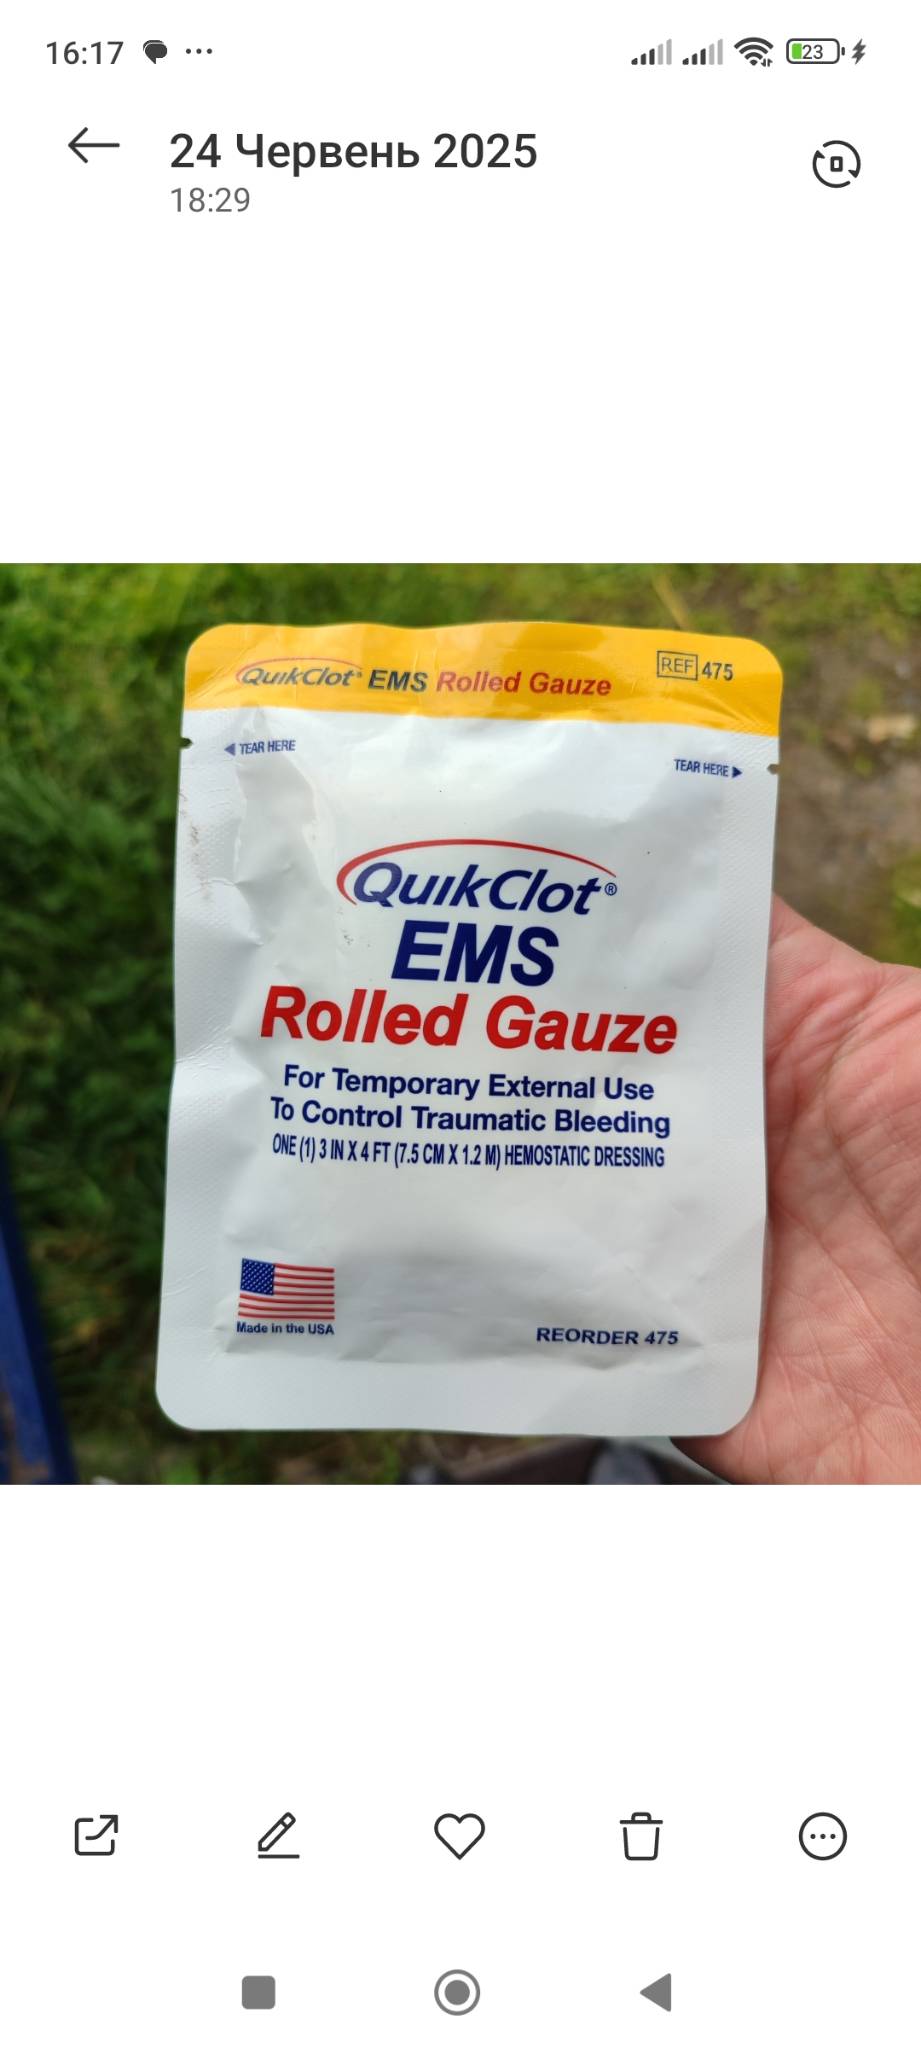 16:17
23
24 Червень 2025
18:29
QuikClot® EMS Rolled Gauze
REF 475
TEAR HERE
TEAR HERE
QuikClot®
EMS
Rolled Gauze
For Temporary External Use
To Control Traumatic Bleeding
ONE (1) 3 IN X 4 FT (7.5 CM X 1.2 M) HEMOSTATIC DRESSING
Made in the USA
REORDER 475